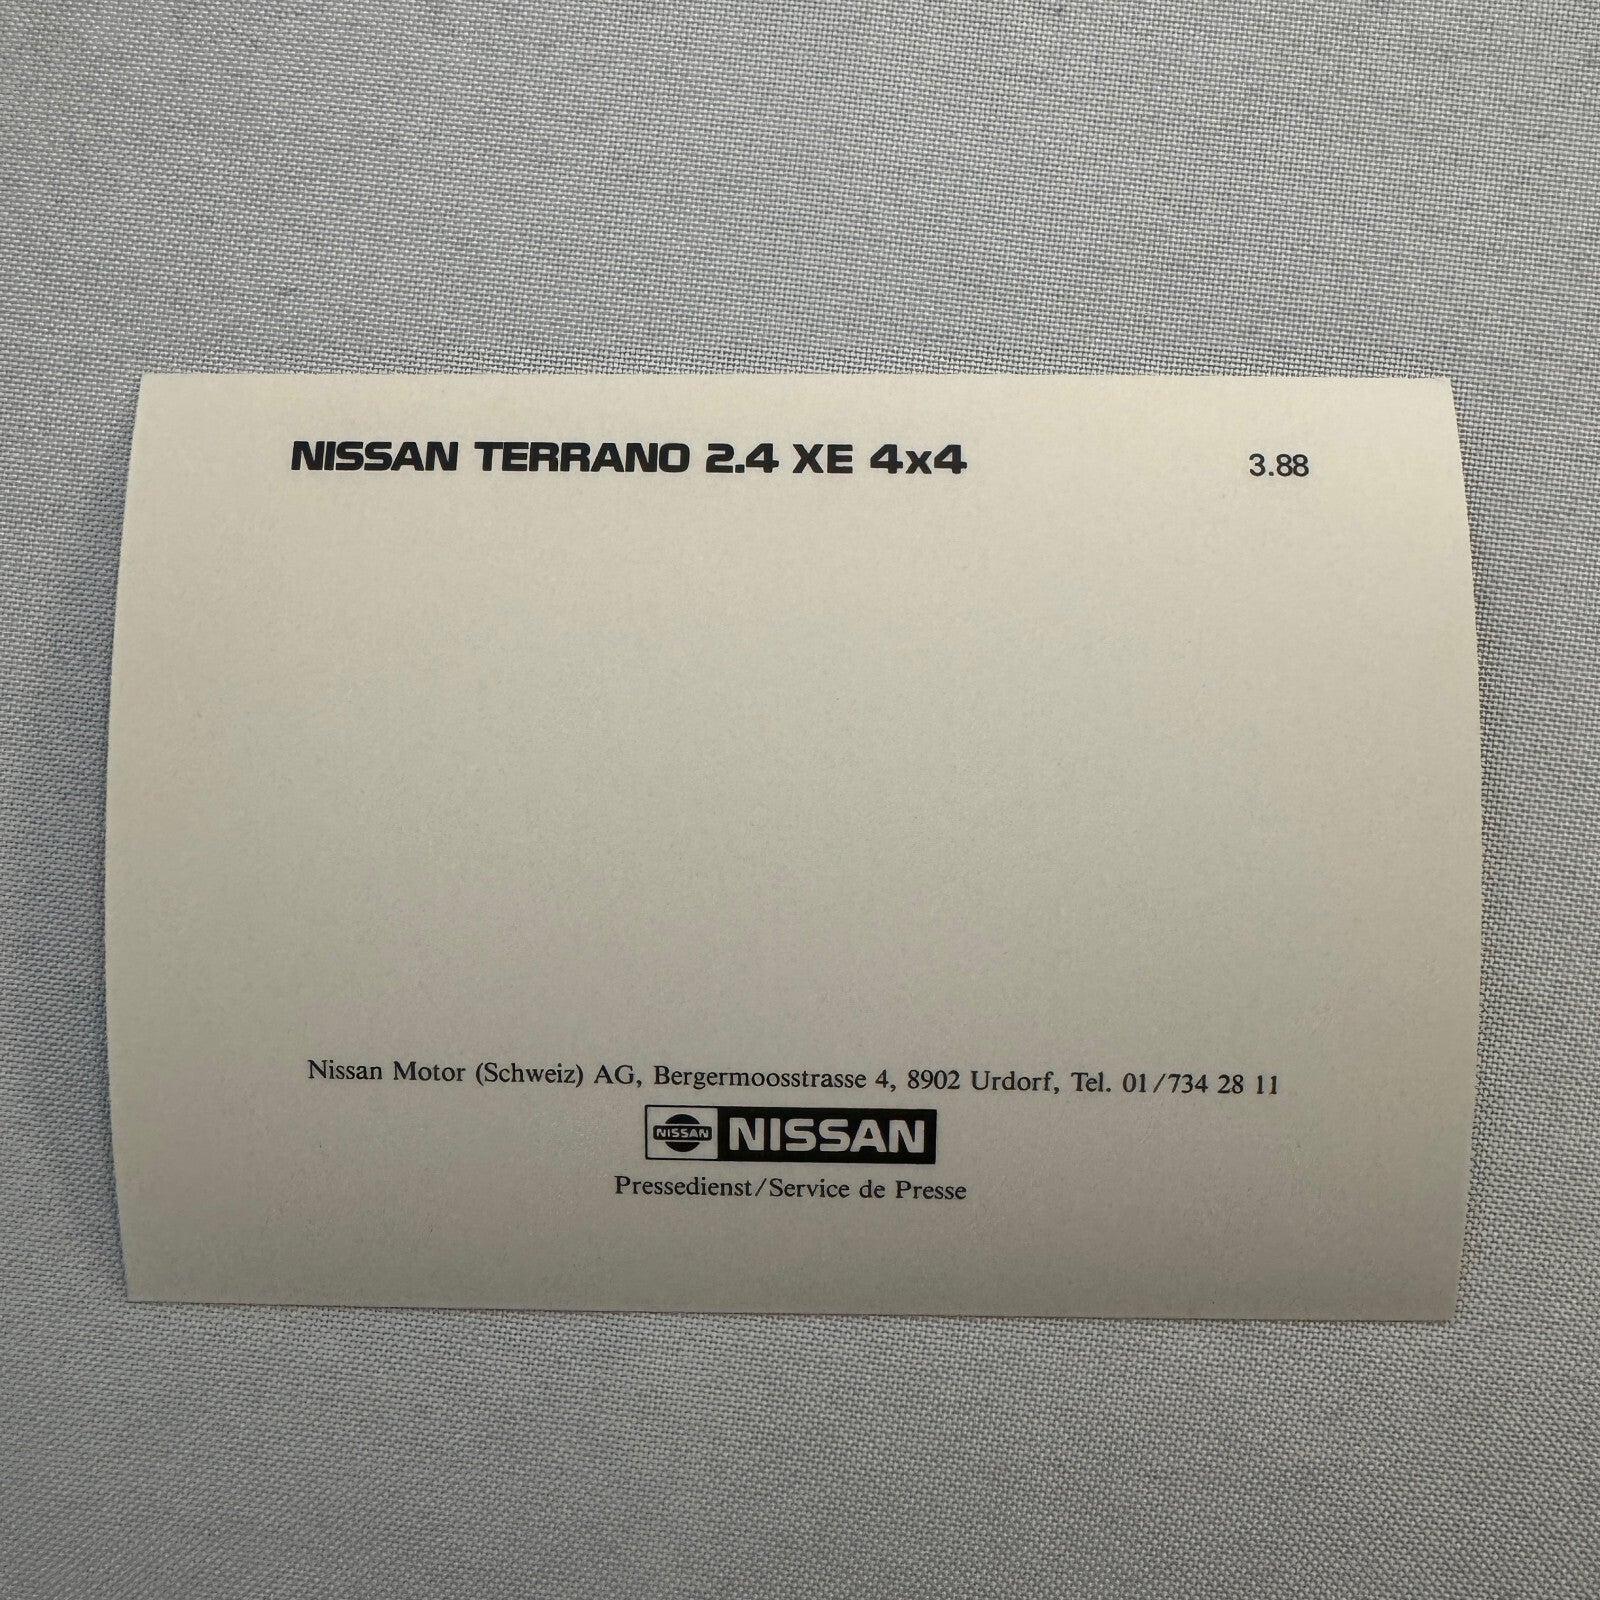 NISSAN TERRANO 2.4 XE 4x4 3.88
Nissan Motor (Schweiz) AG, Bergermoosstrasse 4, 8902 Urdorf, Tel. 01/734 28 11
NISSAN NISSAN
Pressedienst/Service de Presse